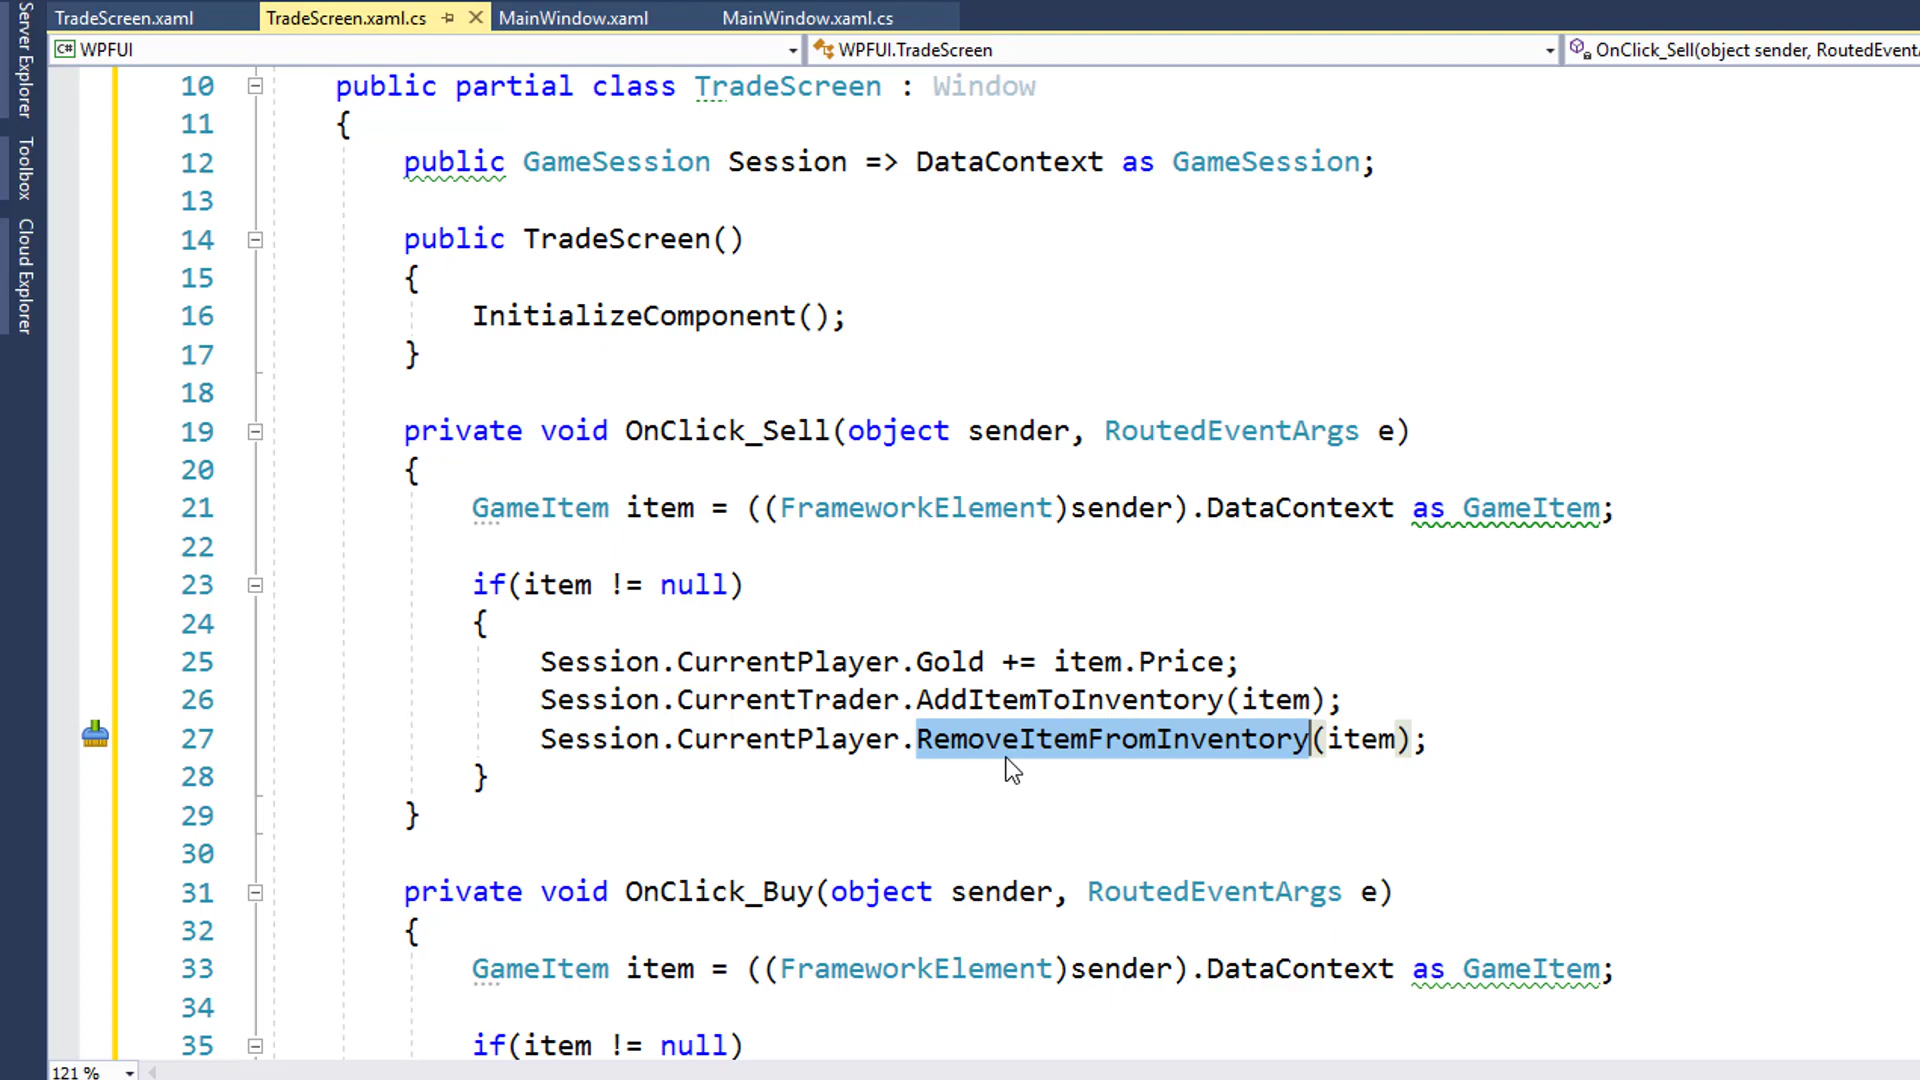 TradeScreen.xaml TradeScreen.xaml.cs MainWindow.xaml MainWindow.xaml.cs
WPFUI WPFUI.TradeScreen OnClick_Sell(object sender, RoutedEventA
Server Explorer
Toolbox
Cloud Explorer
10 public partial class TradeScreen : Window
11 {
12 public GameSession Session => DataContext as GameSession;
13
14 public TradeScreen()
15 {
16 InitializeComponent();
17 }
18
19 private void OnClick_Sell(object sender, RoutedEventArgs e)
20 {
21 GameItem item = ((FrameworkElement)sender).DataContext as GameItem;
22
23 if(item != null)
24 {
25 Session.CurrentPlayer.Gold += item.Price;
26 Session.CurrentTrader.AddItemToInventory(item);
27 Session.CurrentPlayer.RemoveItemFromInventory(item);
28 }
29 }
30
31 private void OnClick_Buy(object sender, RoutedEventArgs e)
32 {
33 GameItem item = ((FrameworkElement)sender).DataContext as GameItem;
34
35 if(item != null)
121 %